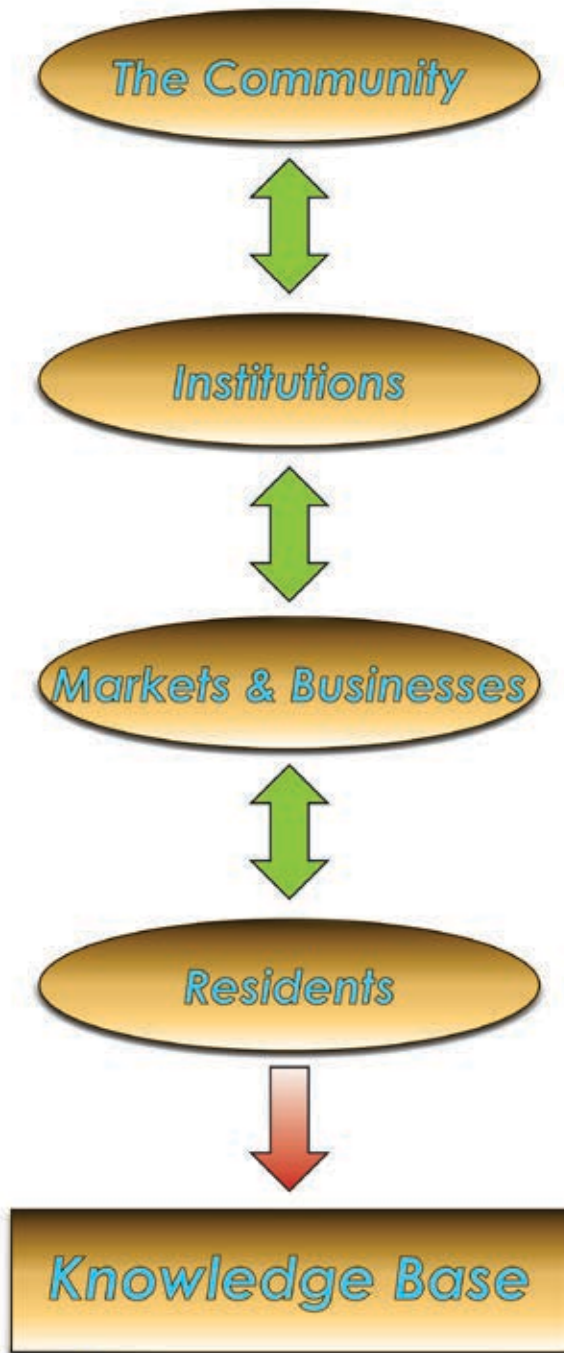 The Community
Institutions
Markets & Businesses
Residents
Knowledge Base